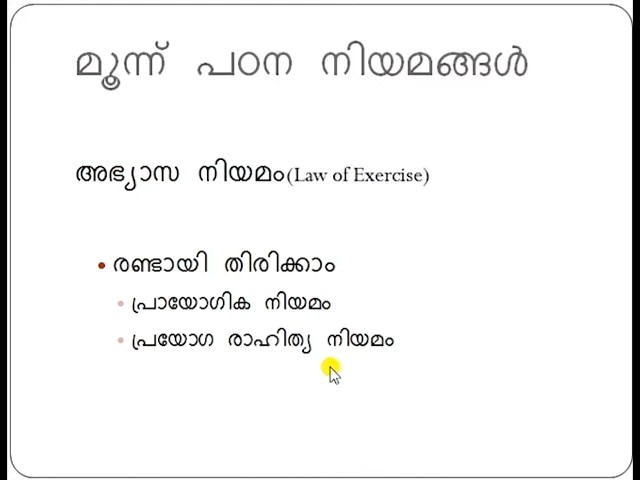 മൂന്ന് പഠന നിയമങ്ങൾ
അഭ്യാസ നിയമം(Law of Exercise)
• രണ്ടായി തിരിക്കാം
• പ്രായോഗിക നിയമം
• പ്രയോഗ രാഹിത്യ നിയമം